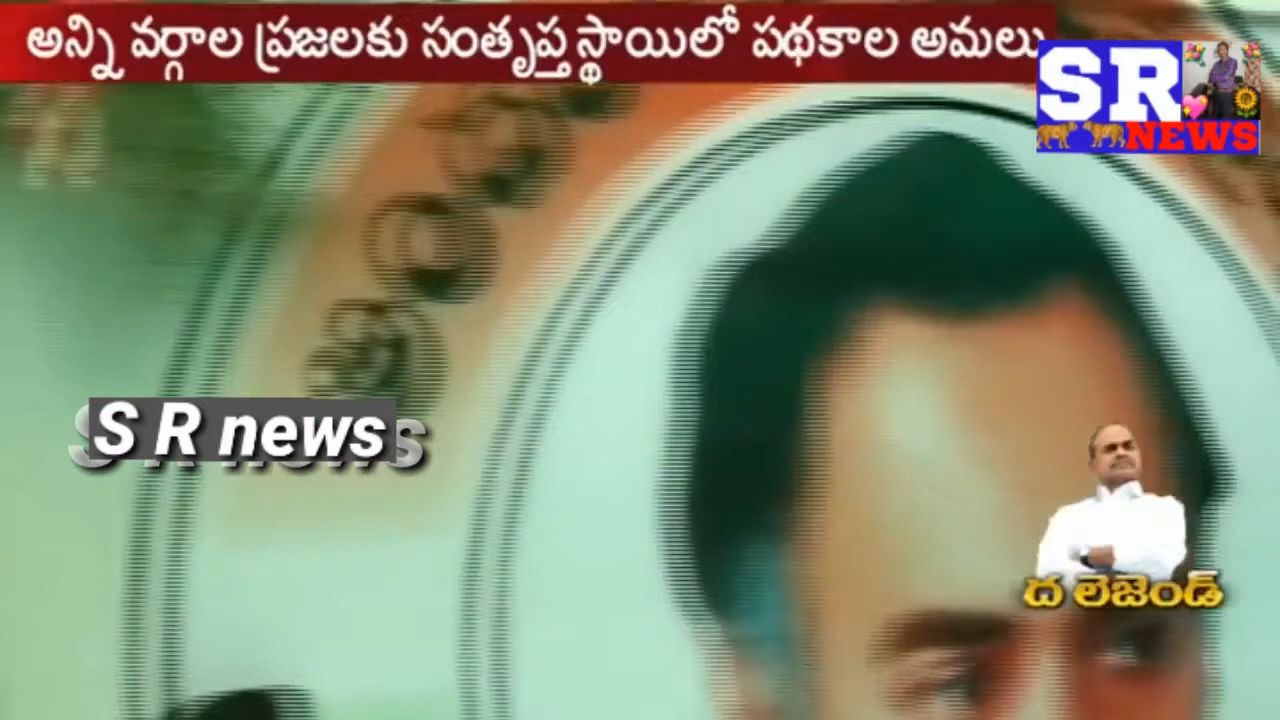 అన్ని వర్గాల ప్రజలకు సంతృప్త స్థాయిలో పథకాల అమలు
SR
NEWS
S R news
ద లెజెండ్